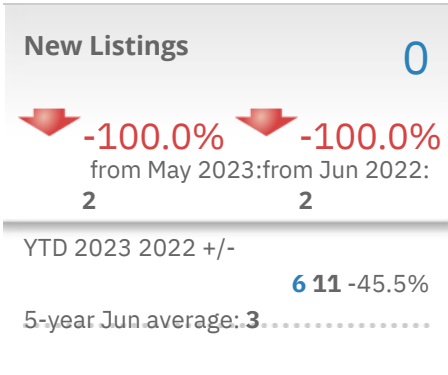 New Listings
0
-100.0% -100.0%
from May 2023: from Jun 2022:
2 2
YTD 2023 2022 +/-
6 11 -45.5%
5-year Jun average: 3